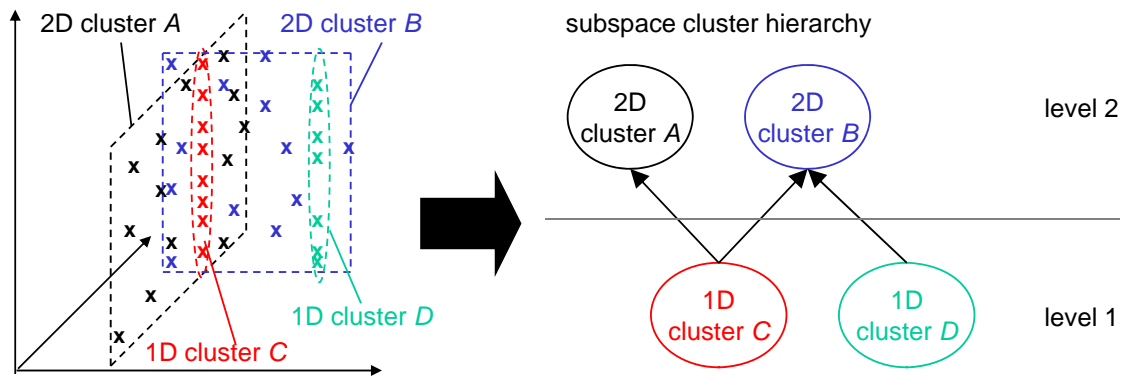 2D cluster A
2D cluster B
1D cluster D
1D cluster C
subspace cluster hierarchy
2D
cluster A
2D
cluster B
level 2
1D
cluster C
1D
cluster D
level 1